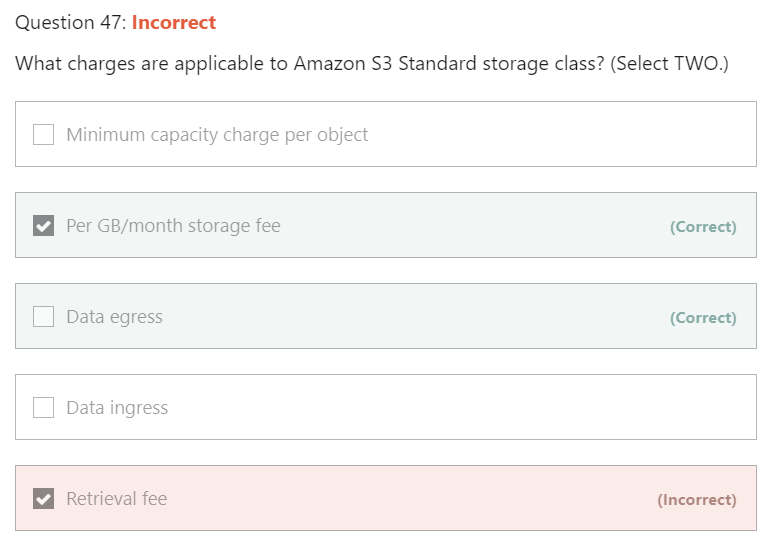 Question 47: Incorrect
What charges are applicable to Amazon S3 Standard storage class? (Select TWO.)
Minimum capacity charge per object
Per GB/month storage fee (Correct)
Data egress (Correct)
Data ingress
Retrieval fee (Incorrect)